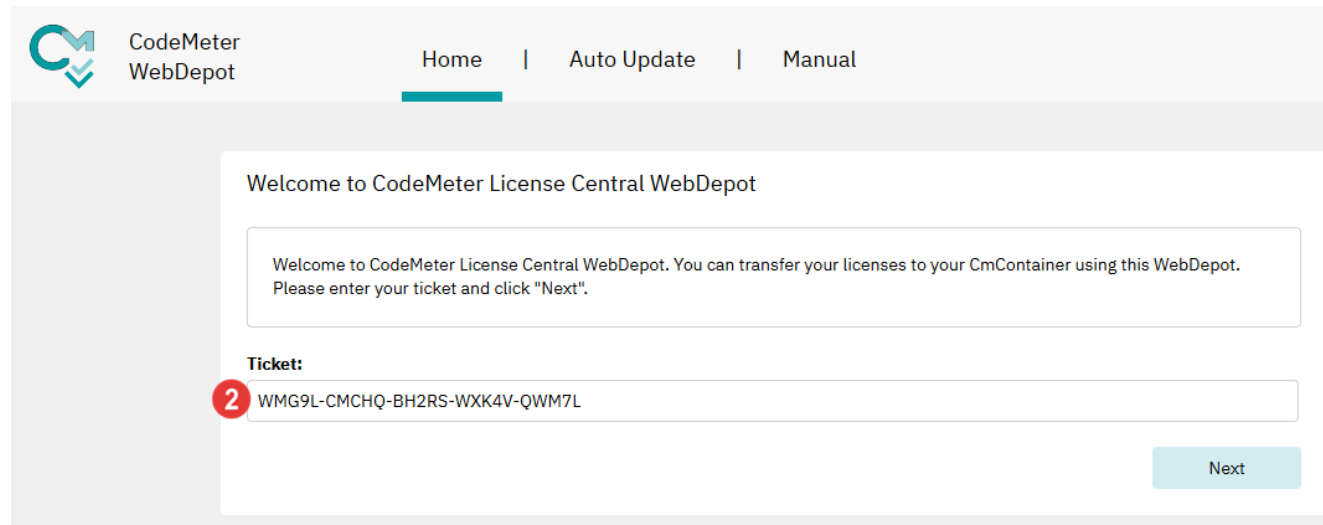 CodeMeter
WebDepot
Home | Auto Update | Manual
Welcome to CodeMeter License Central WebDepot
Welcome to CodeMeter License Central WebDepot. You can transfer your licenses to your CmContainer using this WebDepot.
Please enter your ticket and click "Next".
Ticket:
2 WMG9L-CMCHQ-BH2RS-WXK4V-QWM7L
Next